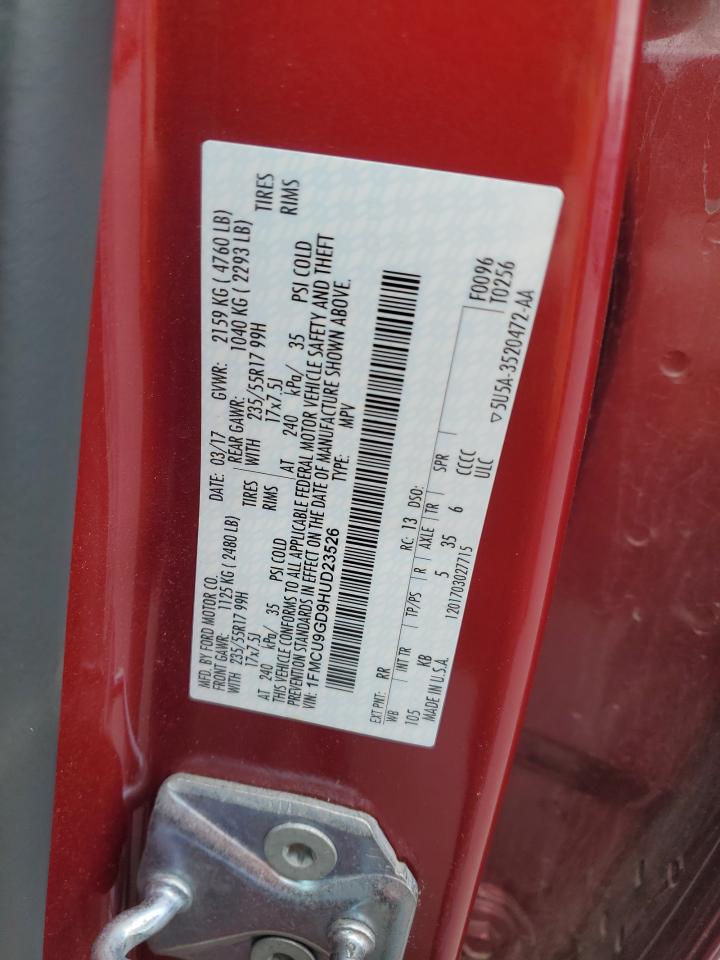 MFD. BY FORD MOTOR CO. DATE: 03/17 GVWR: 2159 KG ( 4760 LB)
FRONT GAWR: 1125 KG ( 2480 LB) REAR GAWR: 1040 KG ( 2293 LB)
WITH 235/55R17 99H TIRES WITH 235/55R17 99H TIRES
17x7.5J RIMS 17x7.5J RIMS
AT 240 kPa/ 35 PSI COLD AT 240 kPa/ 35 PSI COLD
THIS VEHICLE CONFORMS TO ALL APPLICABLE FEDERAL MOTOR VEHICLE SAFETY AND THEFT
PREVENTION STANDARDS IN EFFECT ON THE DATE OF MANUFACTURE SHOWN ABOVE.
VIN: 1FMCU9GD9HUD23526 TYPE: MPV
EXT PNT: RR RC: 13 DSO: F0096
WB INT TR TP/PS R AXLE TR SPR T0256
105 KB 5 35 6 CCCC
MADE IN U.S.A. 1201703027715 ULC ▽5U5A-3520472-AA